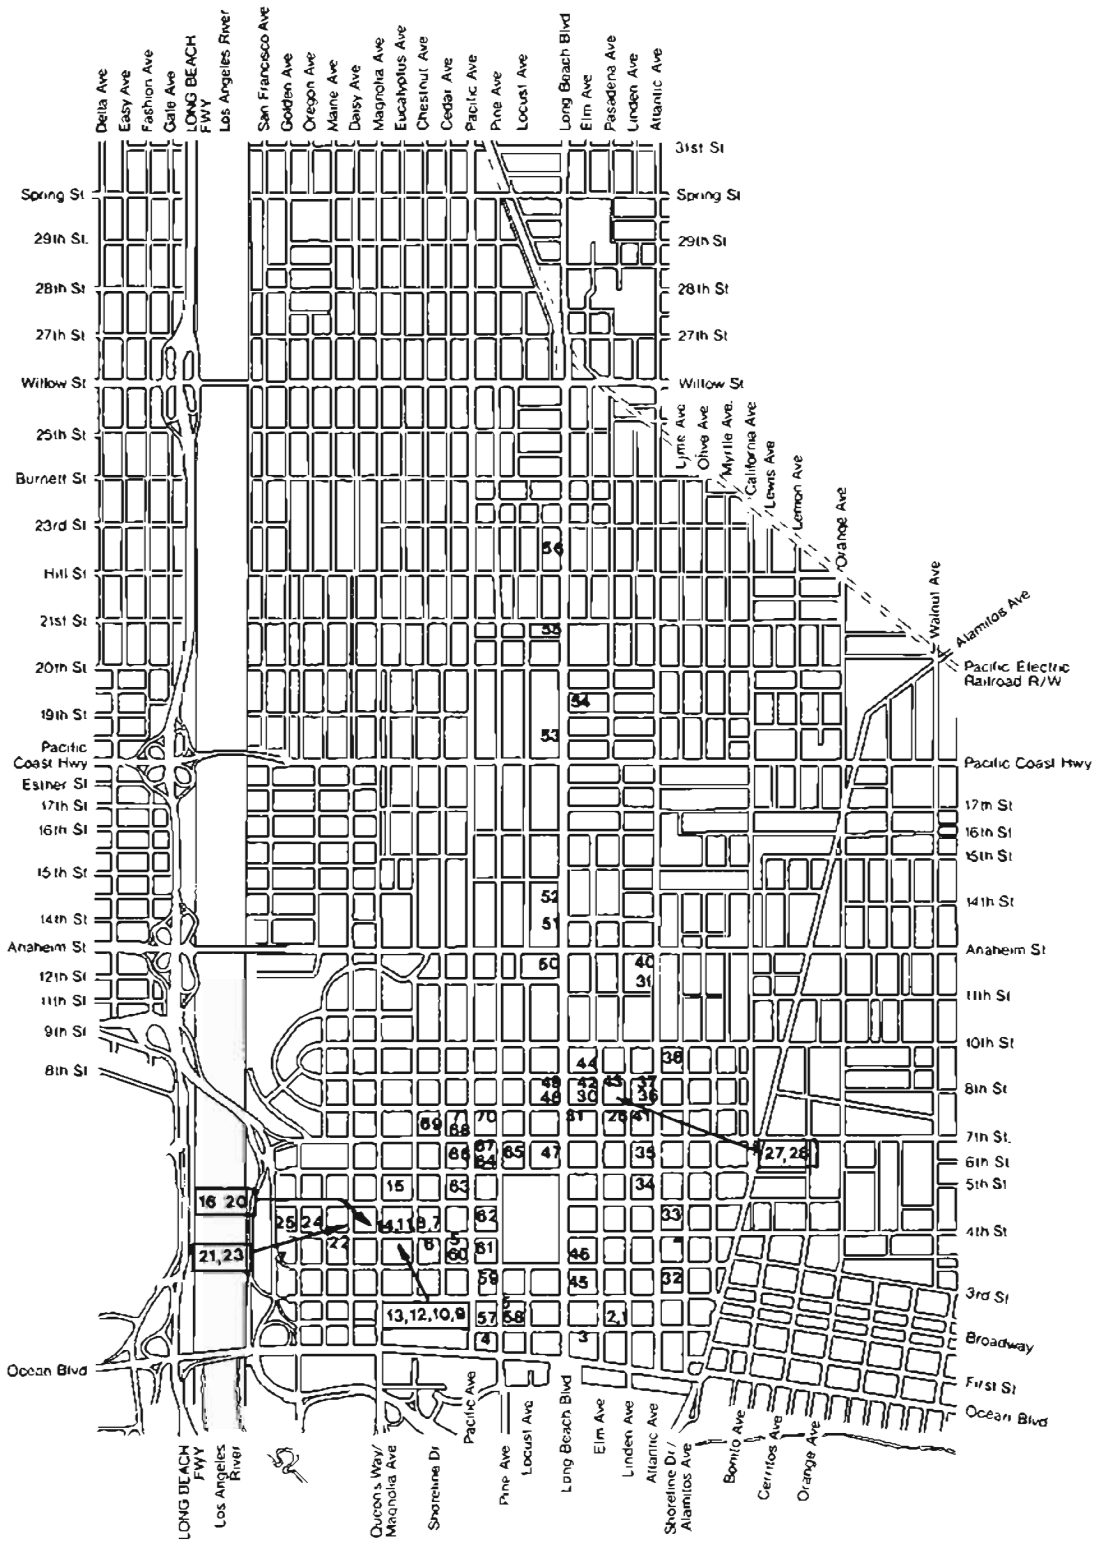 Delta Ave
Easy Ave
Fashion Ave
Gale Ave
LONG BEACH
FWY
Los Angeles River
San Francisco Ave
Golden Ave
Oregon Ave
Maine Ave
Daisy Ave
Magnolia Ave
Eucalyptus Ave
Chestnut Ave
Cedar Ave
Pacific Ave
Pine Ave
Locust Ave
Long Beach Blvd
Elm Ave
Pasadena Ave
Linden Ave
Atlantic Ave
31st St
Spring St
Spring St
29th St.
29th St
28th St
28th St
27th St
27th St
Willow St
Willow St
Olive Ave
Myrtle Ave.
California Ave
Lewis Ave
Lemon Ave
Orange Ave
Walnut Ave
Alamitos Ave
25th St
Burnett St
23rd St
56
Hill St
21st St
55
20th St
Pacific Electric
Railroad R/W
54
19th St
53
Pacific
Coast Hwy
Pacific Coast Hwy
Esther St
17th St
17th St
16th St
16th St
15th St
15th St
52
14th St
14th St
51
Anaheim St
Anaheim St
50
40
12th St
11th St
11th St
9th St
10th St
44
38
8th St
42
43
37
8th St
30
36
69
70
68
31
41
7th St.
66
67
64
65
47
35
27,28
6th St
15
63
34
5th St
16 20
25
24
14,11
8,7
62
33
4th St
22
6
5
60
61
46
21,23
59
45
32
3rd St
13,12,10,9
57
58
2,1
Broadway
4
3
Ocean Blvd
First St
Ocean Blvd
LONG BEACH
FWY
Los Angeles
River
Queen's Way/
Magnolia Ave
Shoreline Dr
Pacific Ave
Pine Ave
Locust Ave
Long Beach Blvd
Elm Ave
Linden Ave
Atlantic Ave
Shoreline Dr/
Alamitos Ave
Bonito Ave
Cerritos Ave
Orange Ave